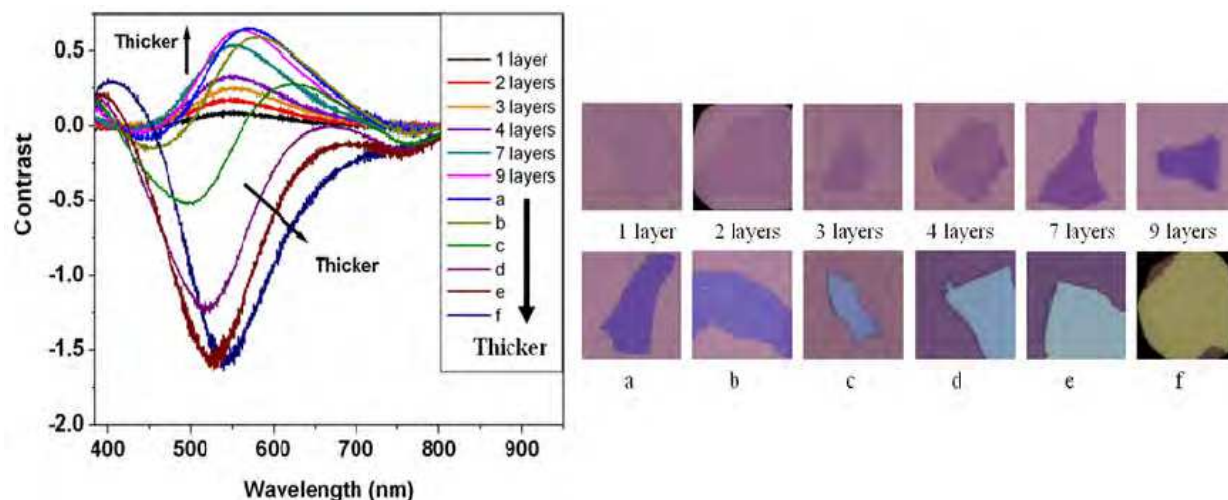 Contrast
0.5
0.0
-0.5
-1.0
-1.5
-2.0
400 500 600 700 800 900
Wavelength (nm)
Thicker
Thicker
1 layer
2 layers
3 layers
4 layers
7 layers
9 layers
a
b
c
d
e
f
Thicker
1 layer 2 layers 3 layers 4 layers 7 layers 9 layers
a b c d e f